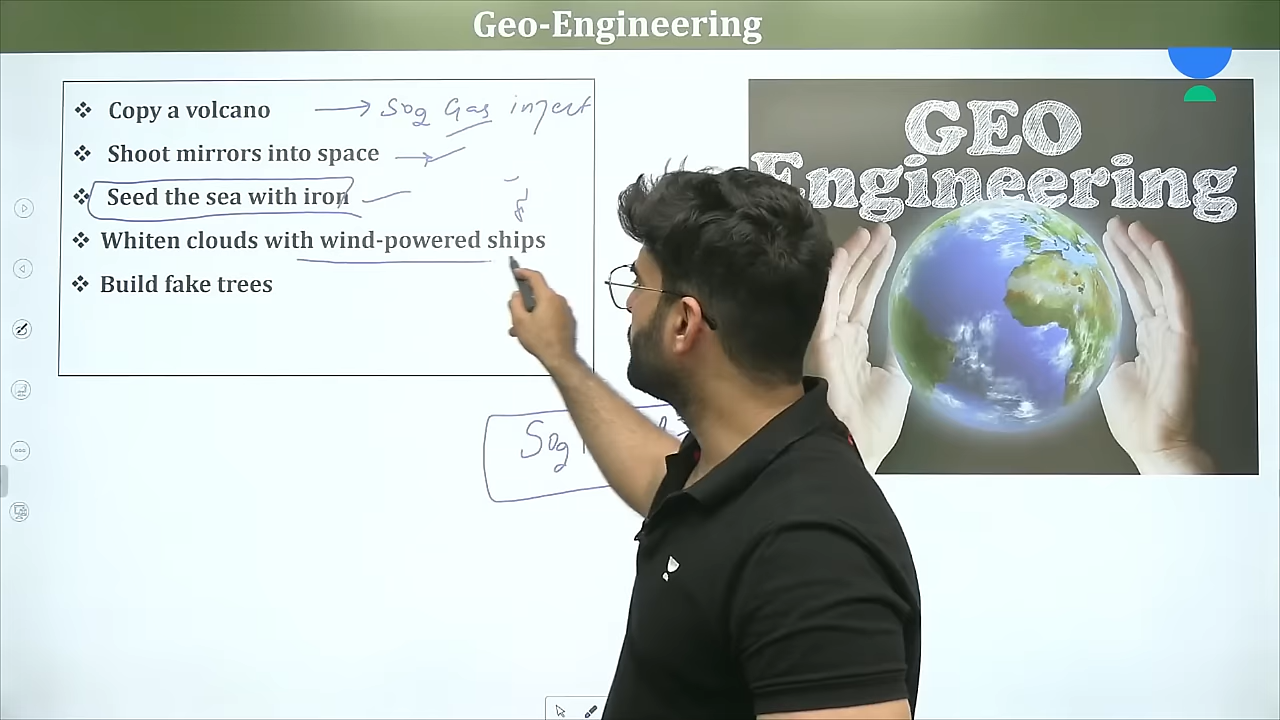 Geo-Engineering
❖ Copy a volcano → So2 Gas inject
❖ Shoot mirrors into space
❖ Seed the sea with iron
❖ Whiten clouds with wind-powered ships
❖ Build fake trees
So2
GEO
Engineering